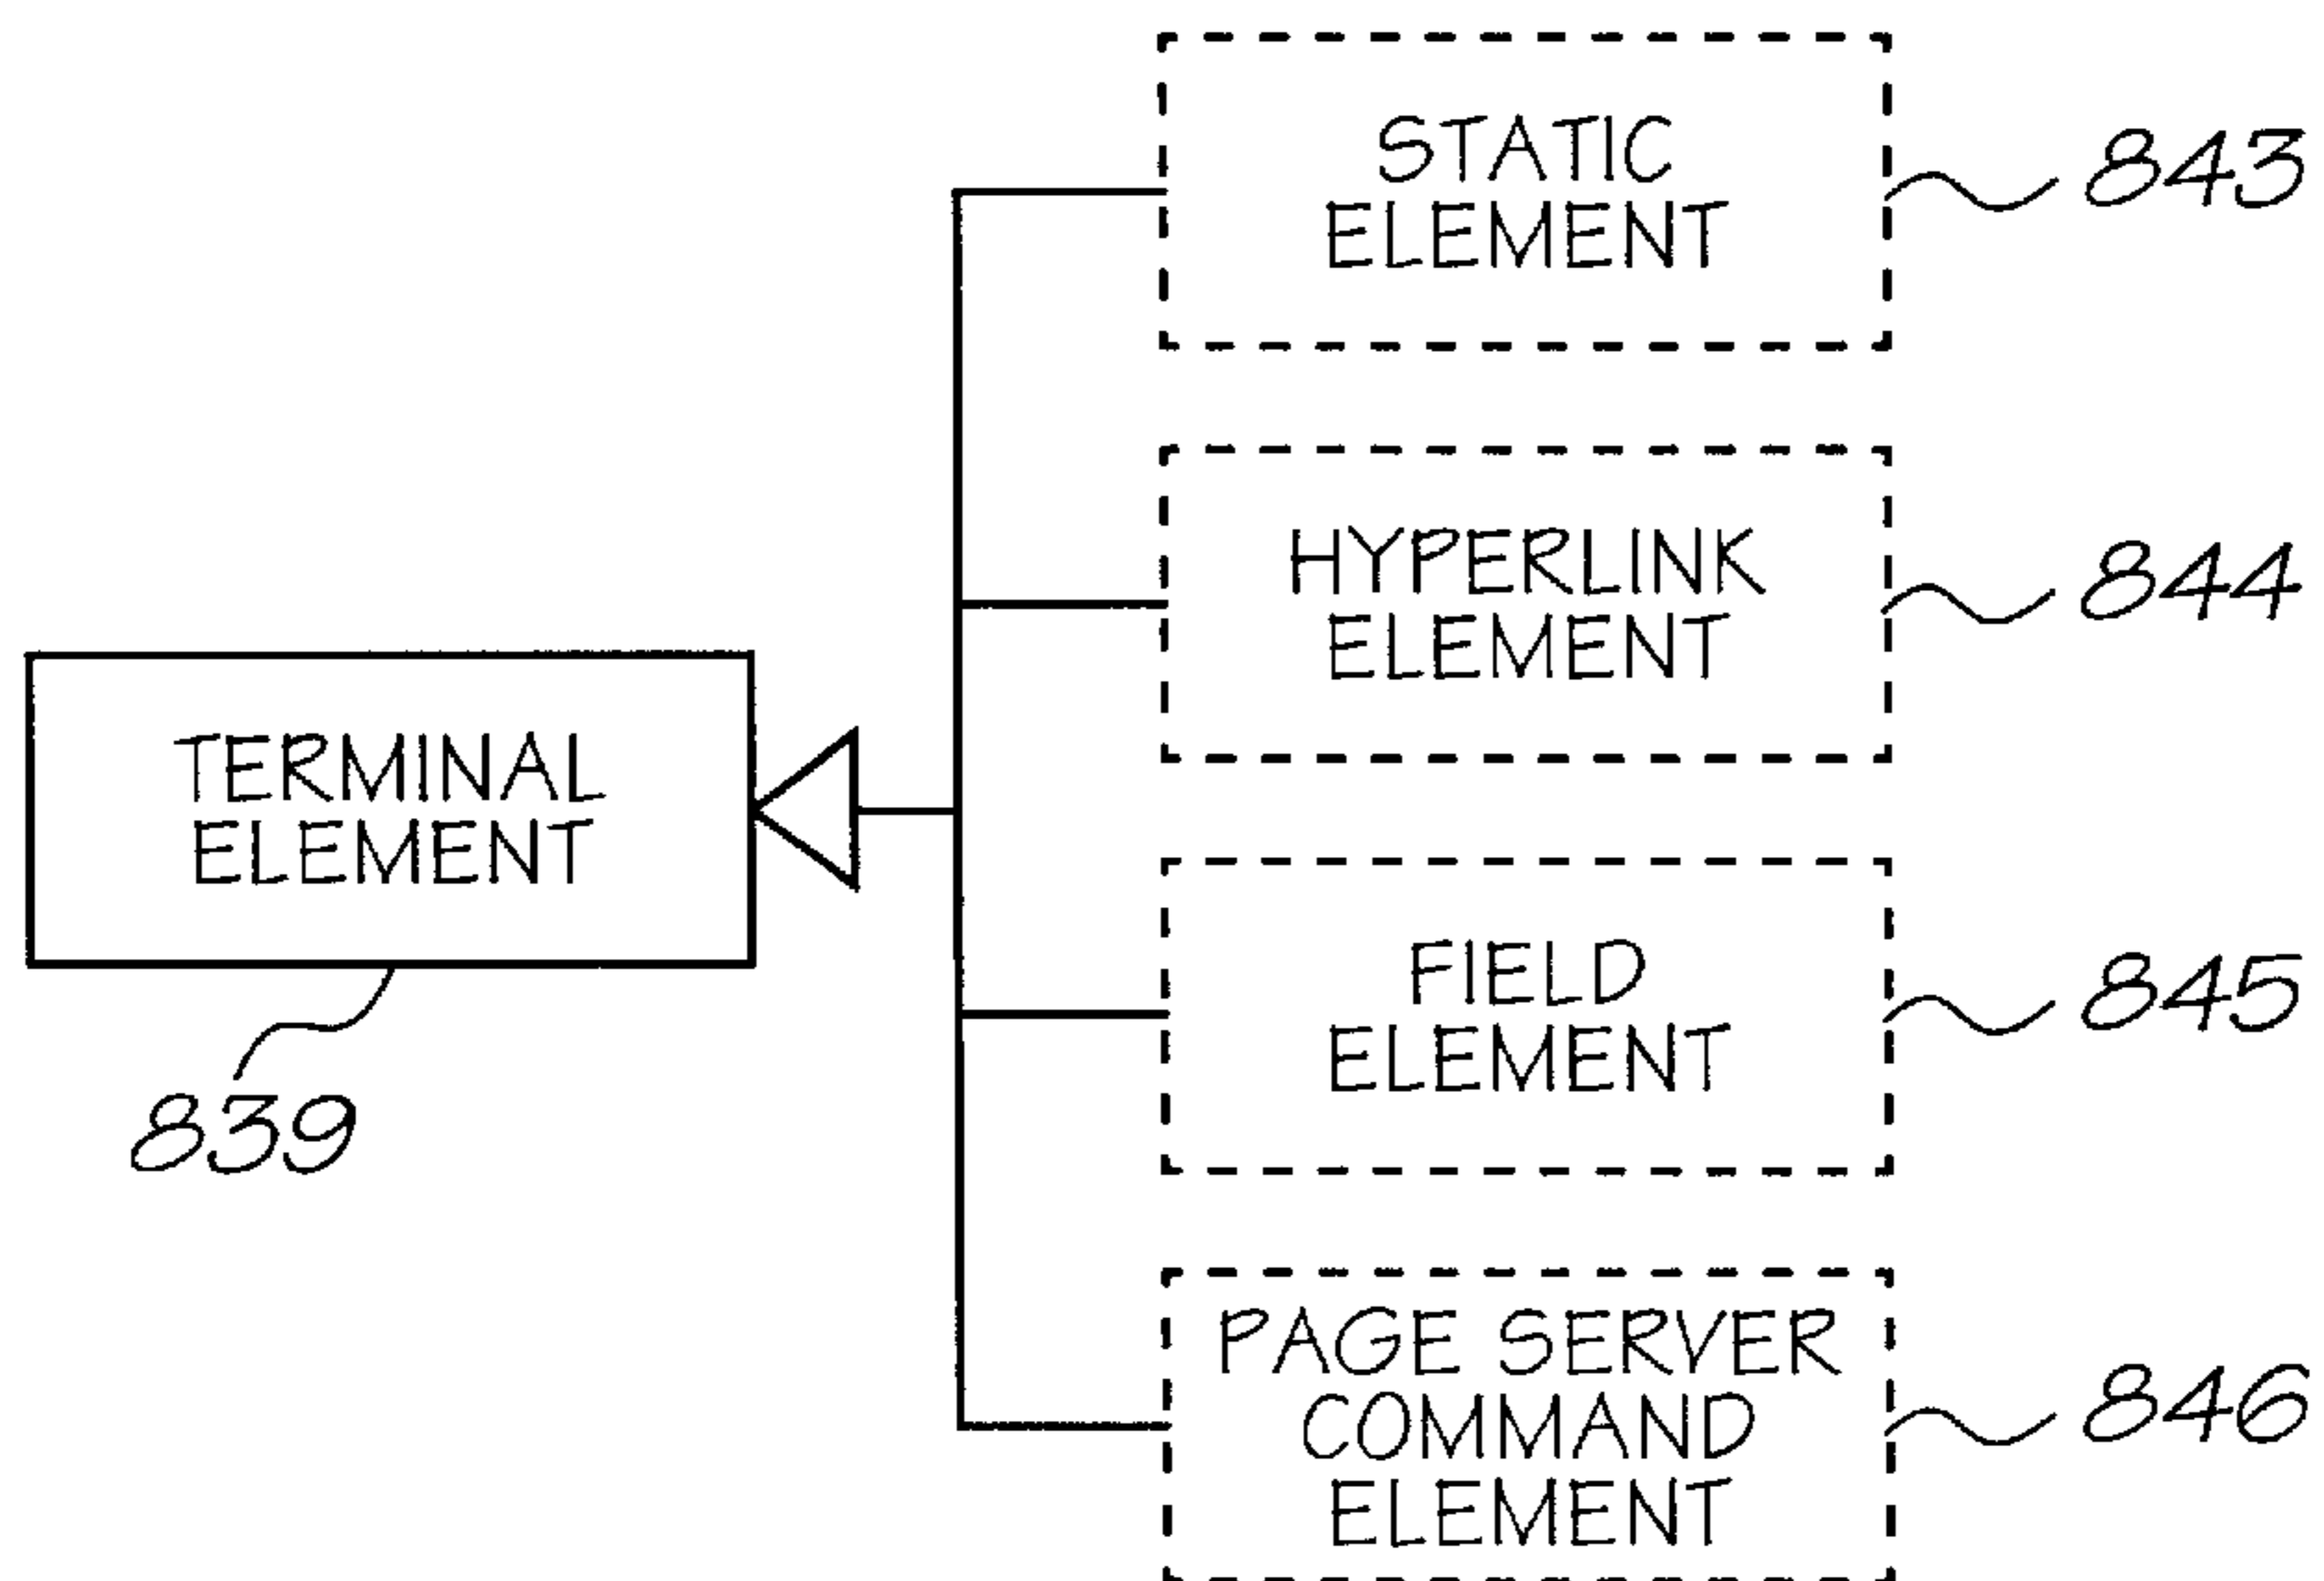 STATIC
ELEMENT
843
HYPERLINK
ELEMENT
844
TERMINAL
ELEMENT
839
FIELD
ELEMENT
845
PAGE SERVER
COMMAND
ELEMENT
846